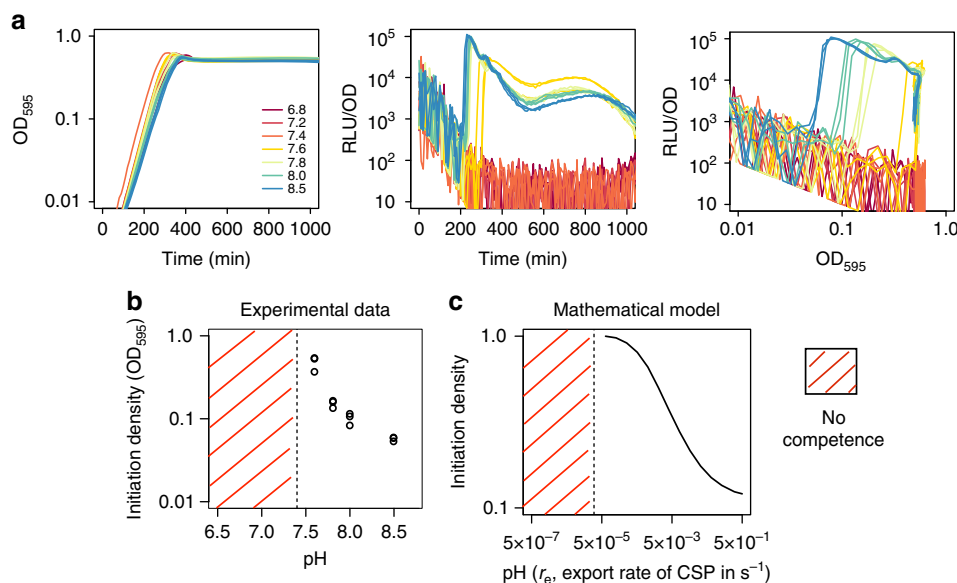 a
OD595
1.0
0.1
0.01
6.8
7.2
7.4
7.6
7.8
8.0
8.5
0 200 400 600 800 1000
Time (min)
RLU/OD
10^5
10^4
10^3
10^2
10
0 200 400 600 800 1000
Time (min)
RLU/OD
10^5
10^4
10^3
10^2
10
0.01 0.1 1.0
OD595
b
Experimental data
Initiation density (OD595)
1.0
0.1
0.01
6.5 7.0 7.5 8.0 8.5
pH
c
Mathematical model
Initiation density
1.0
0.1
5×10−7 5×10−5 5×10−3 5×10−1
pH (re, export rate of CSP in s−1)
No
competence